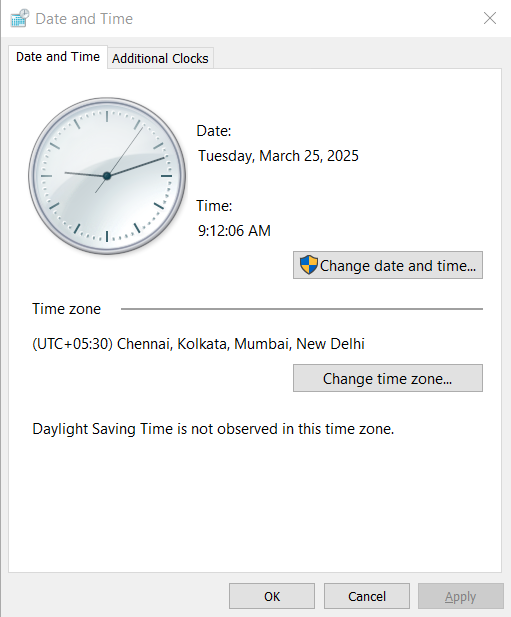 Date and Time
Date and Time
Additional Clocks
Date:
Tuesday, March 25, 2025
Time:
9:12:06 AM
Change date and time...
Time zone
(UTC+05:30) Chennai, Kolkata, Mumbai, New Delhi
Change time zone...
Daylight Saving Time is not observed in this time zone.
OK
Cancel
Apply